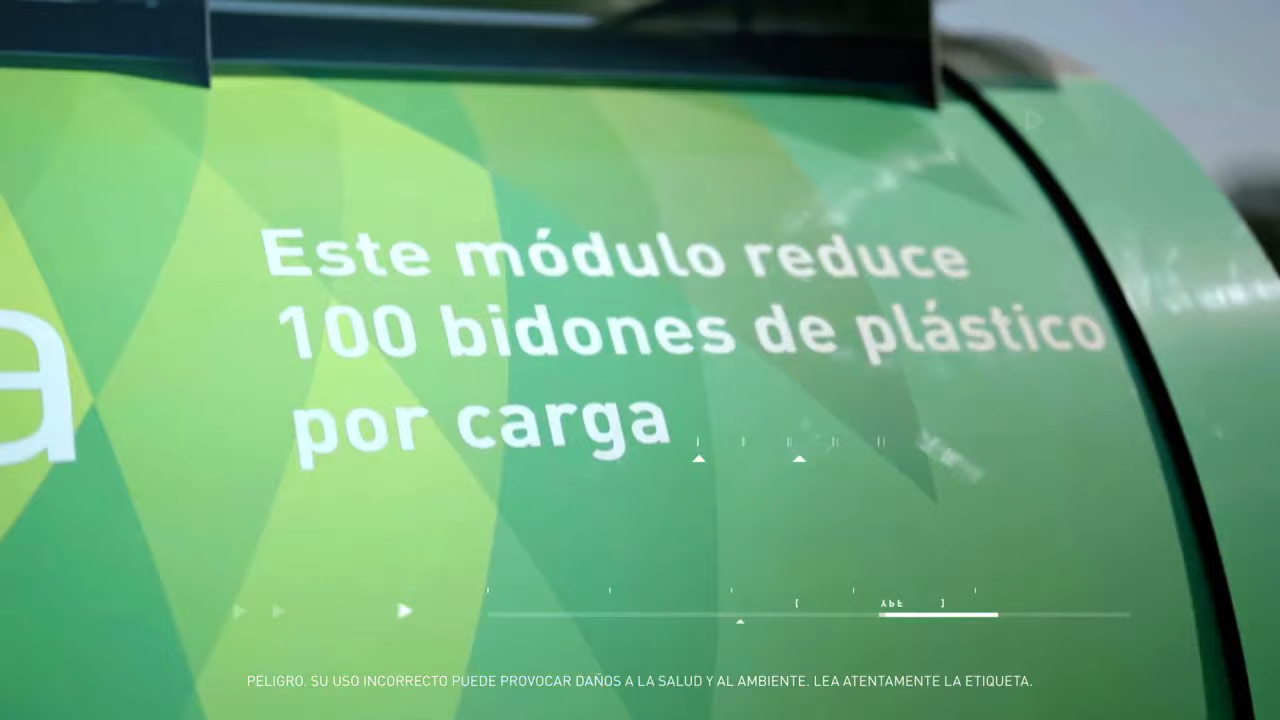 a
Este módulo reduce
100 bidones de plástico
por carga
PELIGRO. SU USO INCORRECTO PUEDE PROVOCAR DAÑOS A LA SALUD Y AL AMBIENTE. LEA ATENTAMENTE LA ETIQUETA.